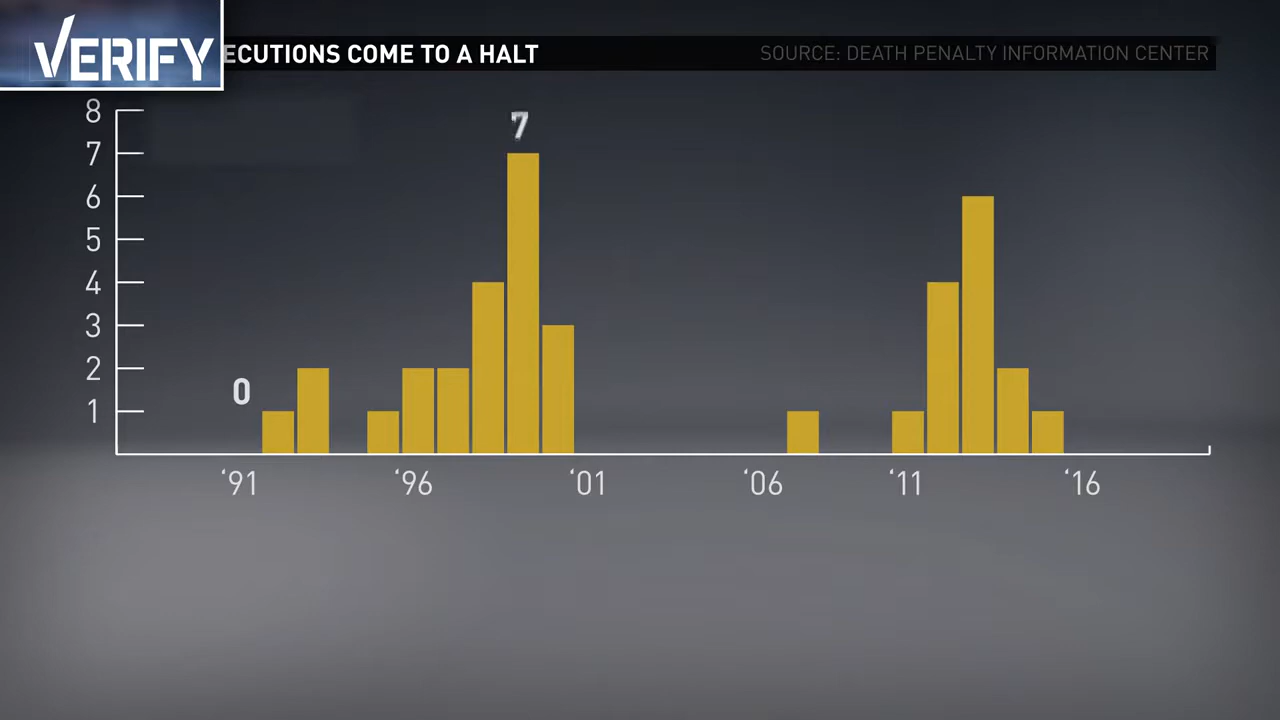 VERIFY
ECUTIONS COME TO A HALT
SOURCE: DEATH PENALTY INFORMATION CENTER
8
7
7
6
5
4
3
2
0
1
‘91 ‘96 ‘01 ‘06 ‘11 ‘16